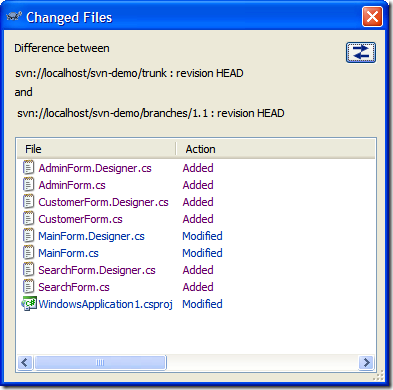 Changed Files
Difference between
svn://localhost/svn-demo/trunk : revision HEAD
and
svn://localhost/svn-demo/branches/1.1 : revision HEAD
File Action
AdminForm.Designer.cs Added
AdminForm.cs Added
CustomerForm.Designer.cs Added
CustomerForm.cs Added
MainForm.Designer.cs Modified
MainForm.cs Modified
SearchForm.Designer.cs Added
SearchForm.cs Added
WindowsApplication1.csproj Modified